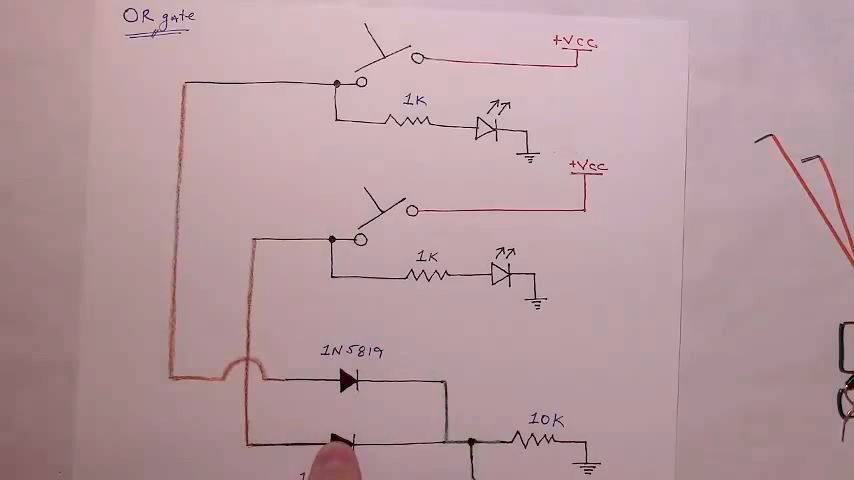 OR gate
+Vcc
1K
+Vcc
1K
1N5819
10K